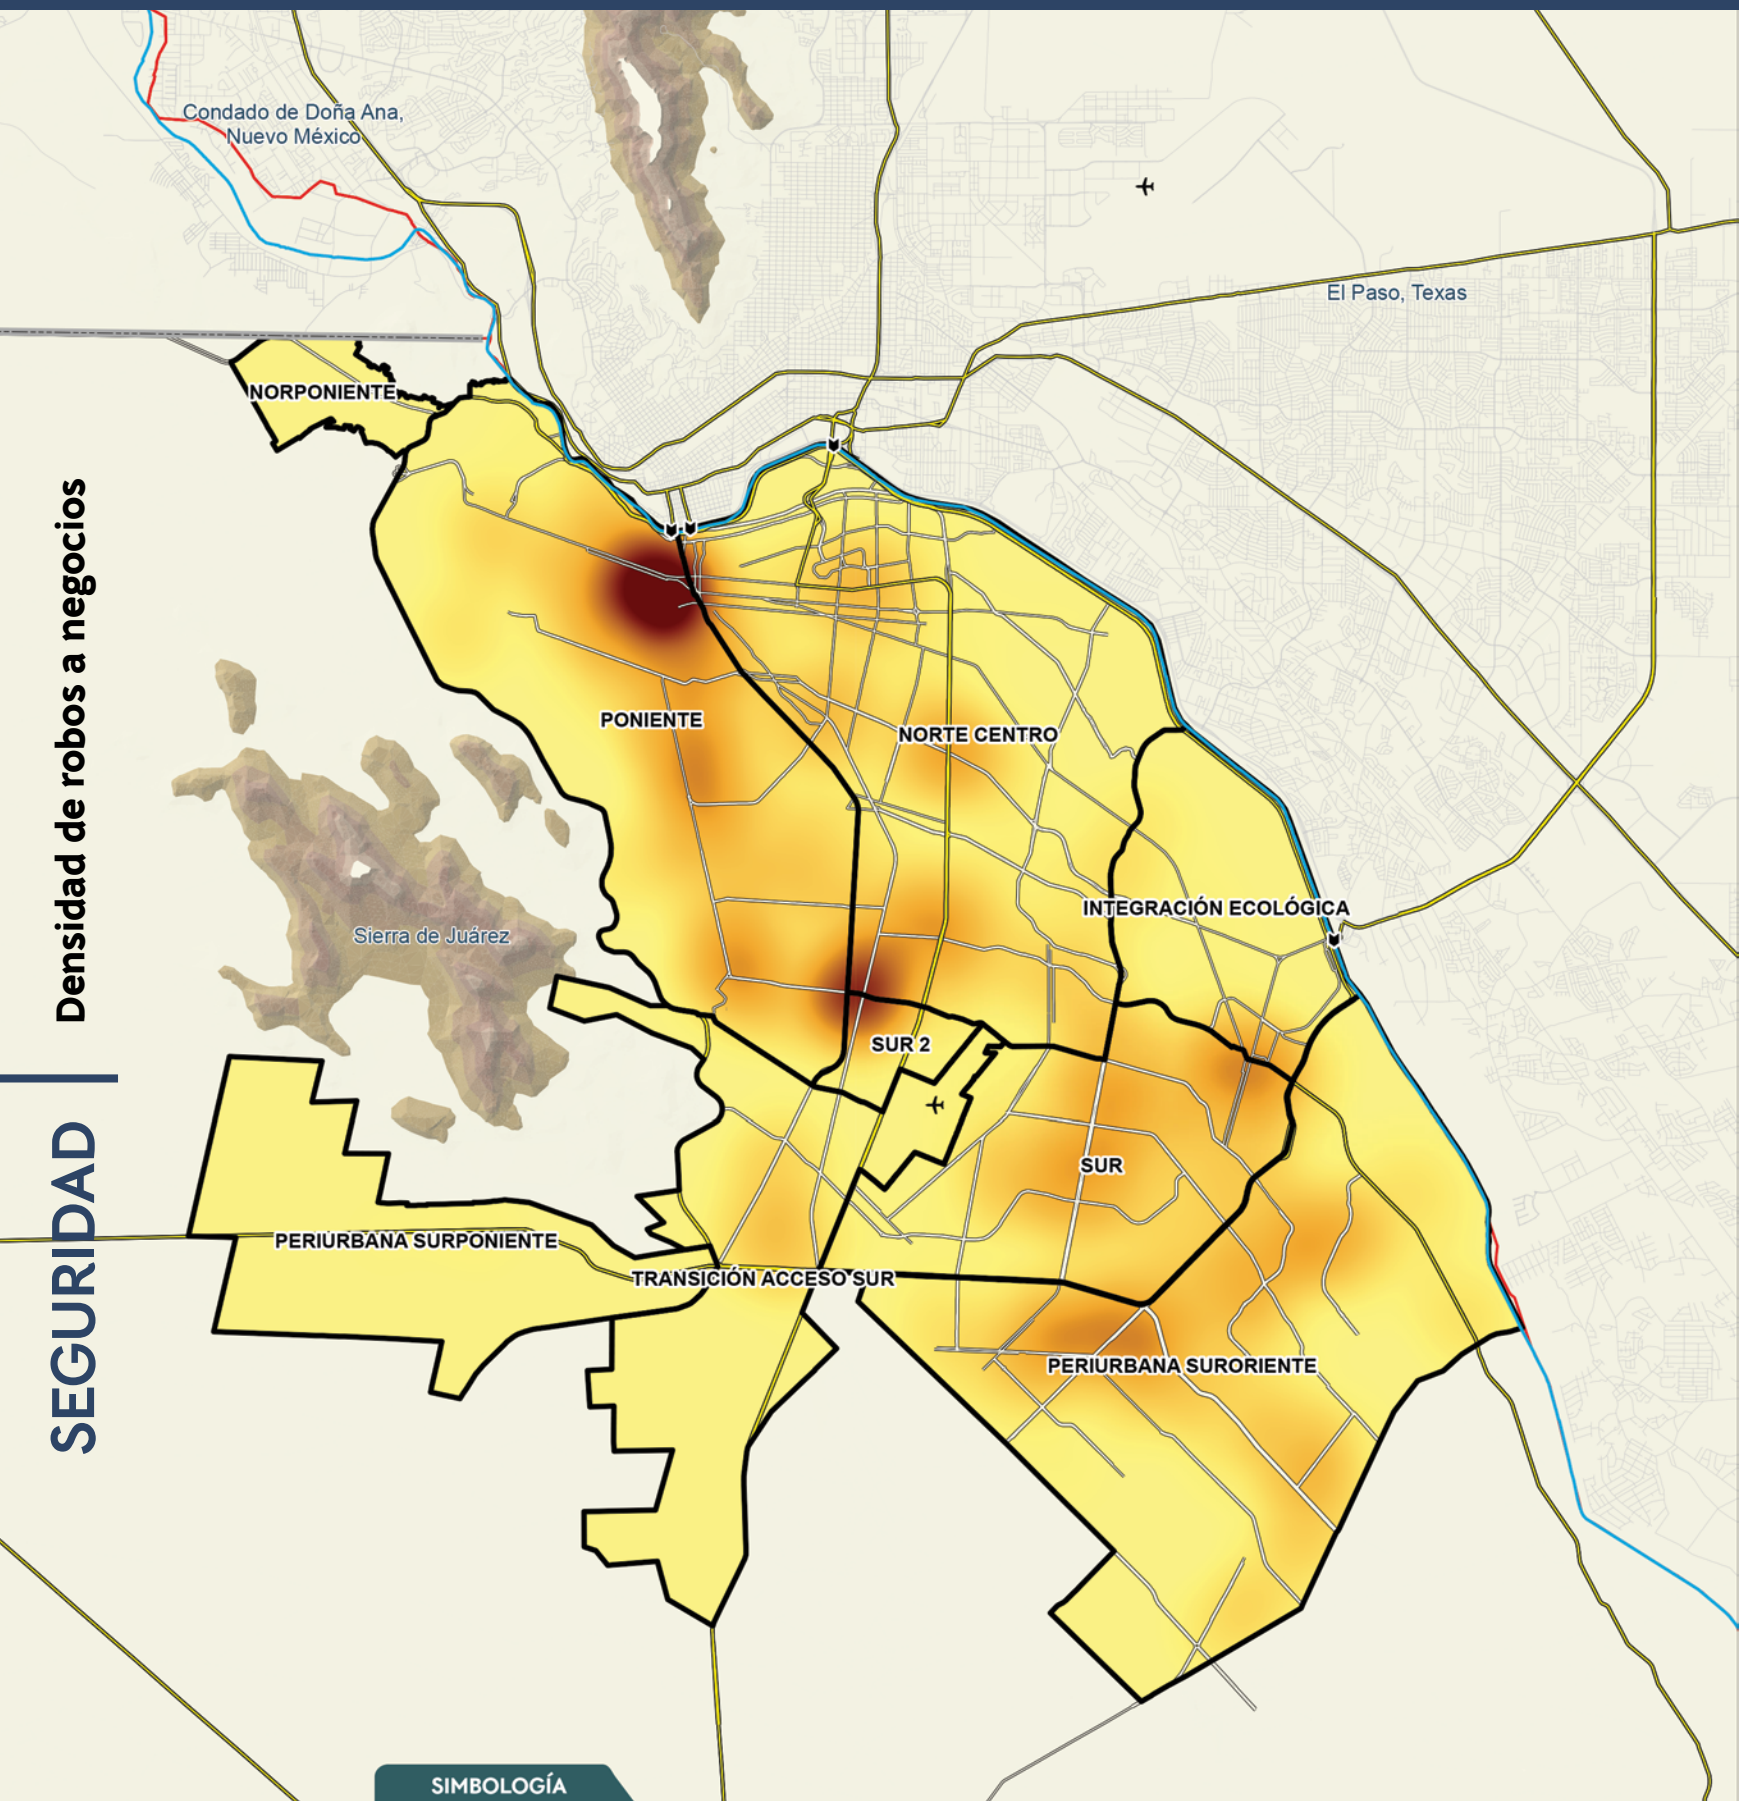 SEGURIDAD
Densidad de robos a negocios
Condado de Doña Ana,
Nuevo México
El Paso, Texas
NORPONIENTE
PONIENTE
NORTE CENTRO
INTEGRACIÓN ECOLÓGICA
Sierra de Juárez
SUR 2
SUR
PERIURBANA SURPONIENTE
TRANSICIÓN ACCESO SUR
PERIURBANA SURORIENTE
SIMBOLOGÍA